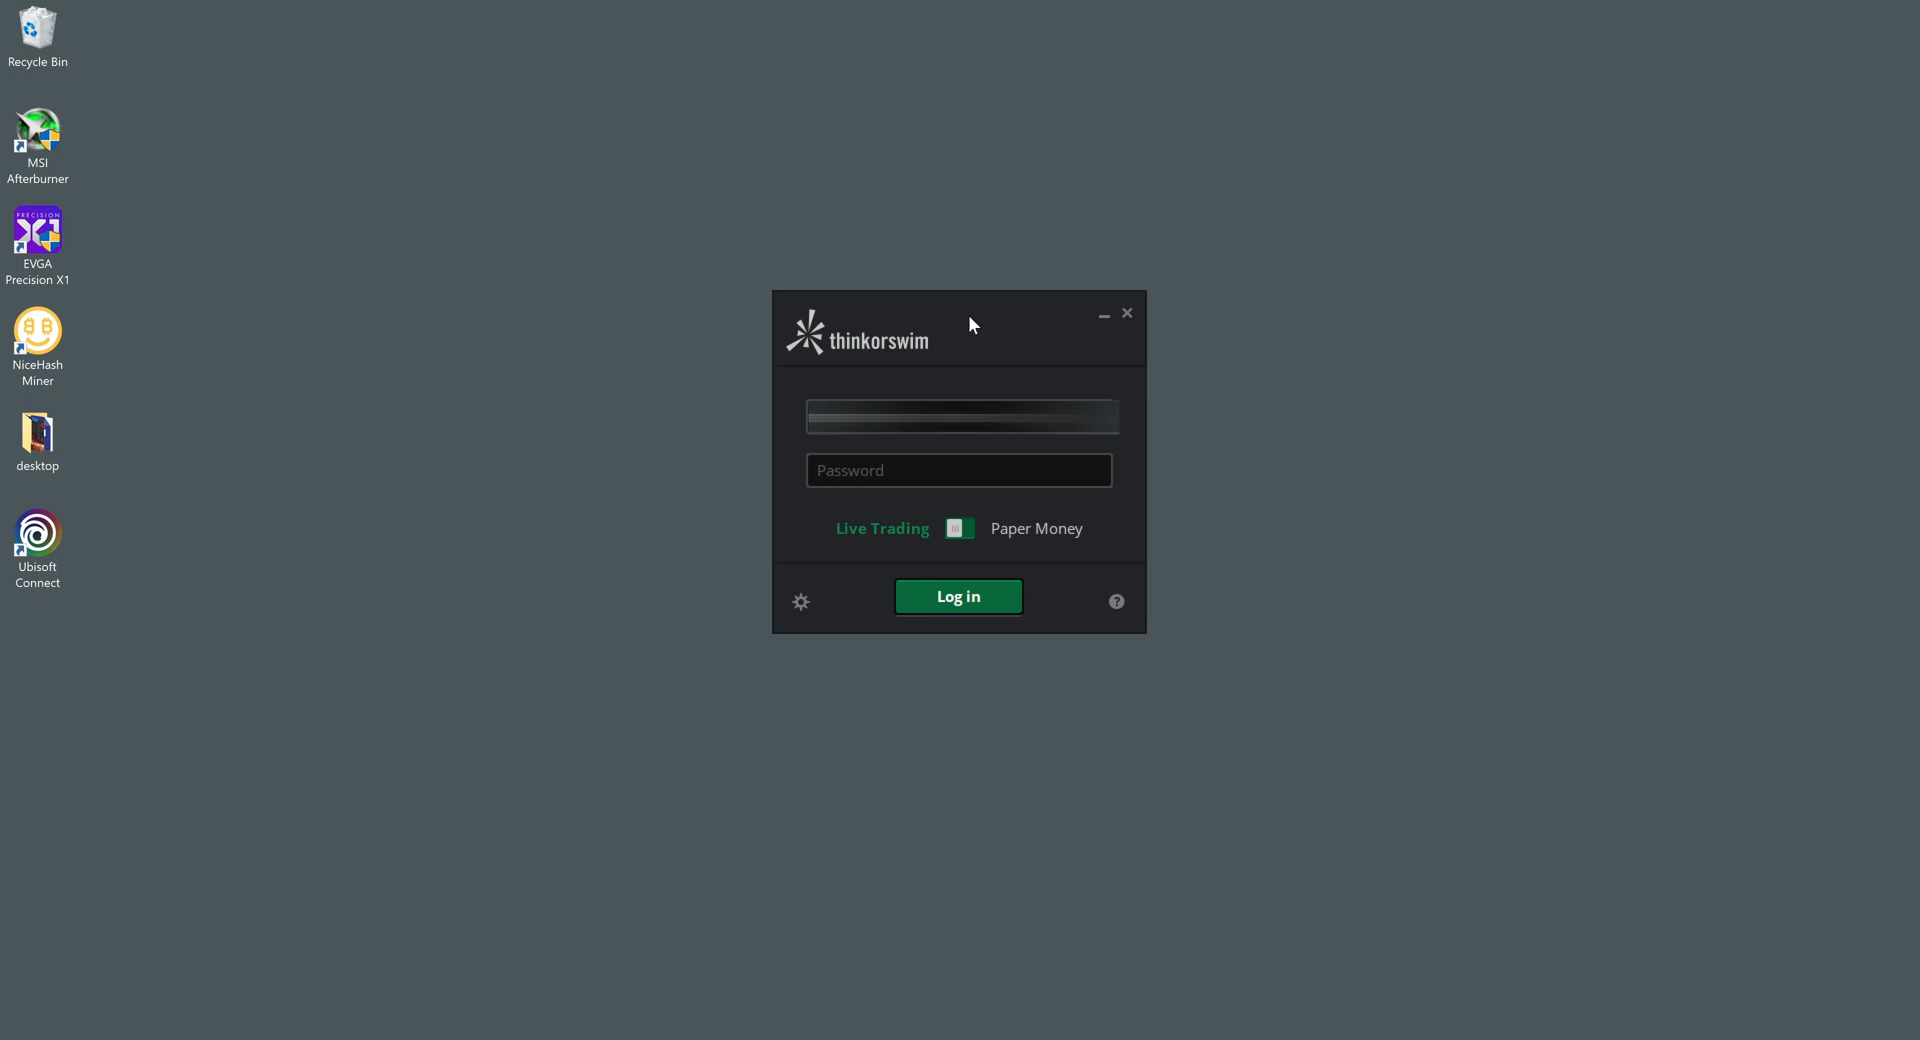 Recycle Bin
MSI
Afterburner
PRECISION
X1
EVGA
Precision X1
NiceHash
Miner
desktop
Ubisoft
Connect
thinkorswim
Password
Live Trading
Paper Money
Log in